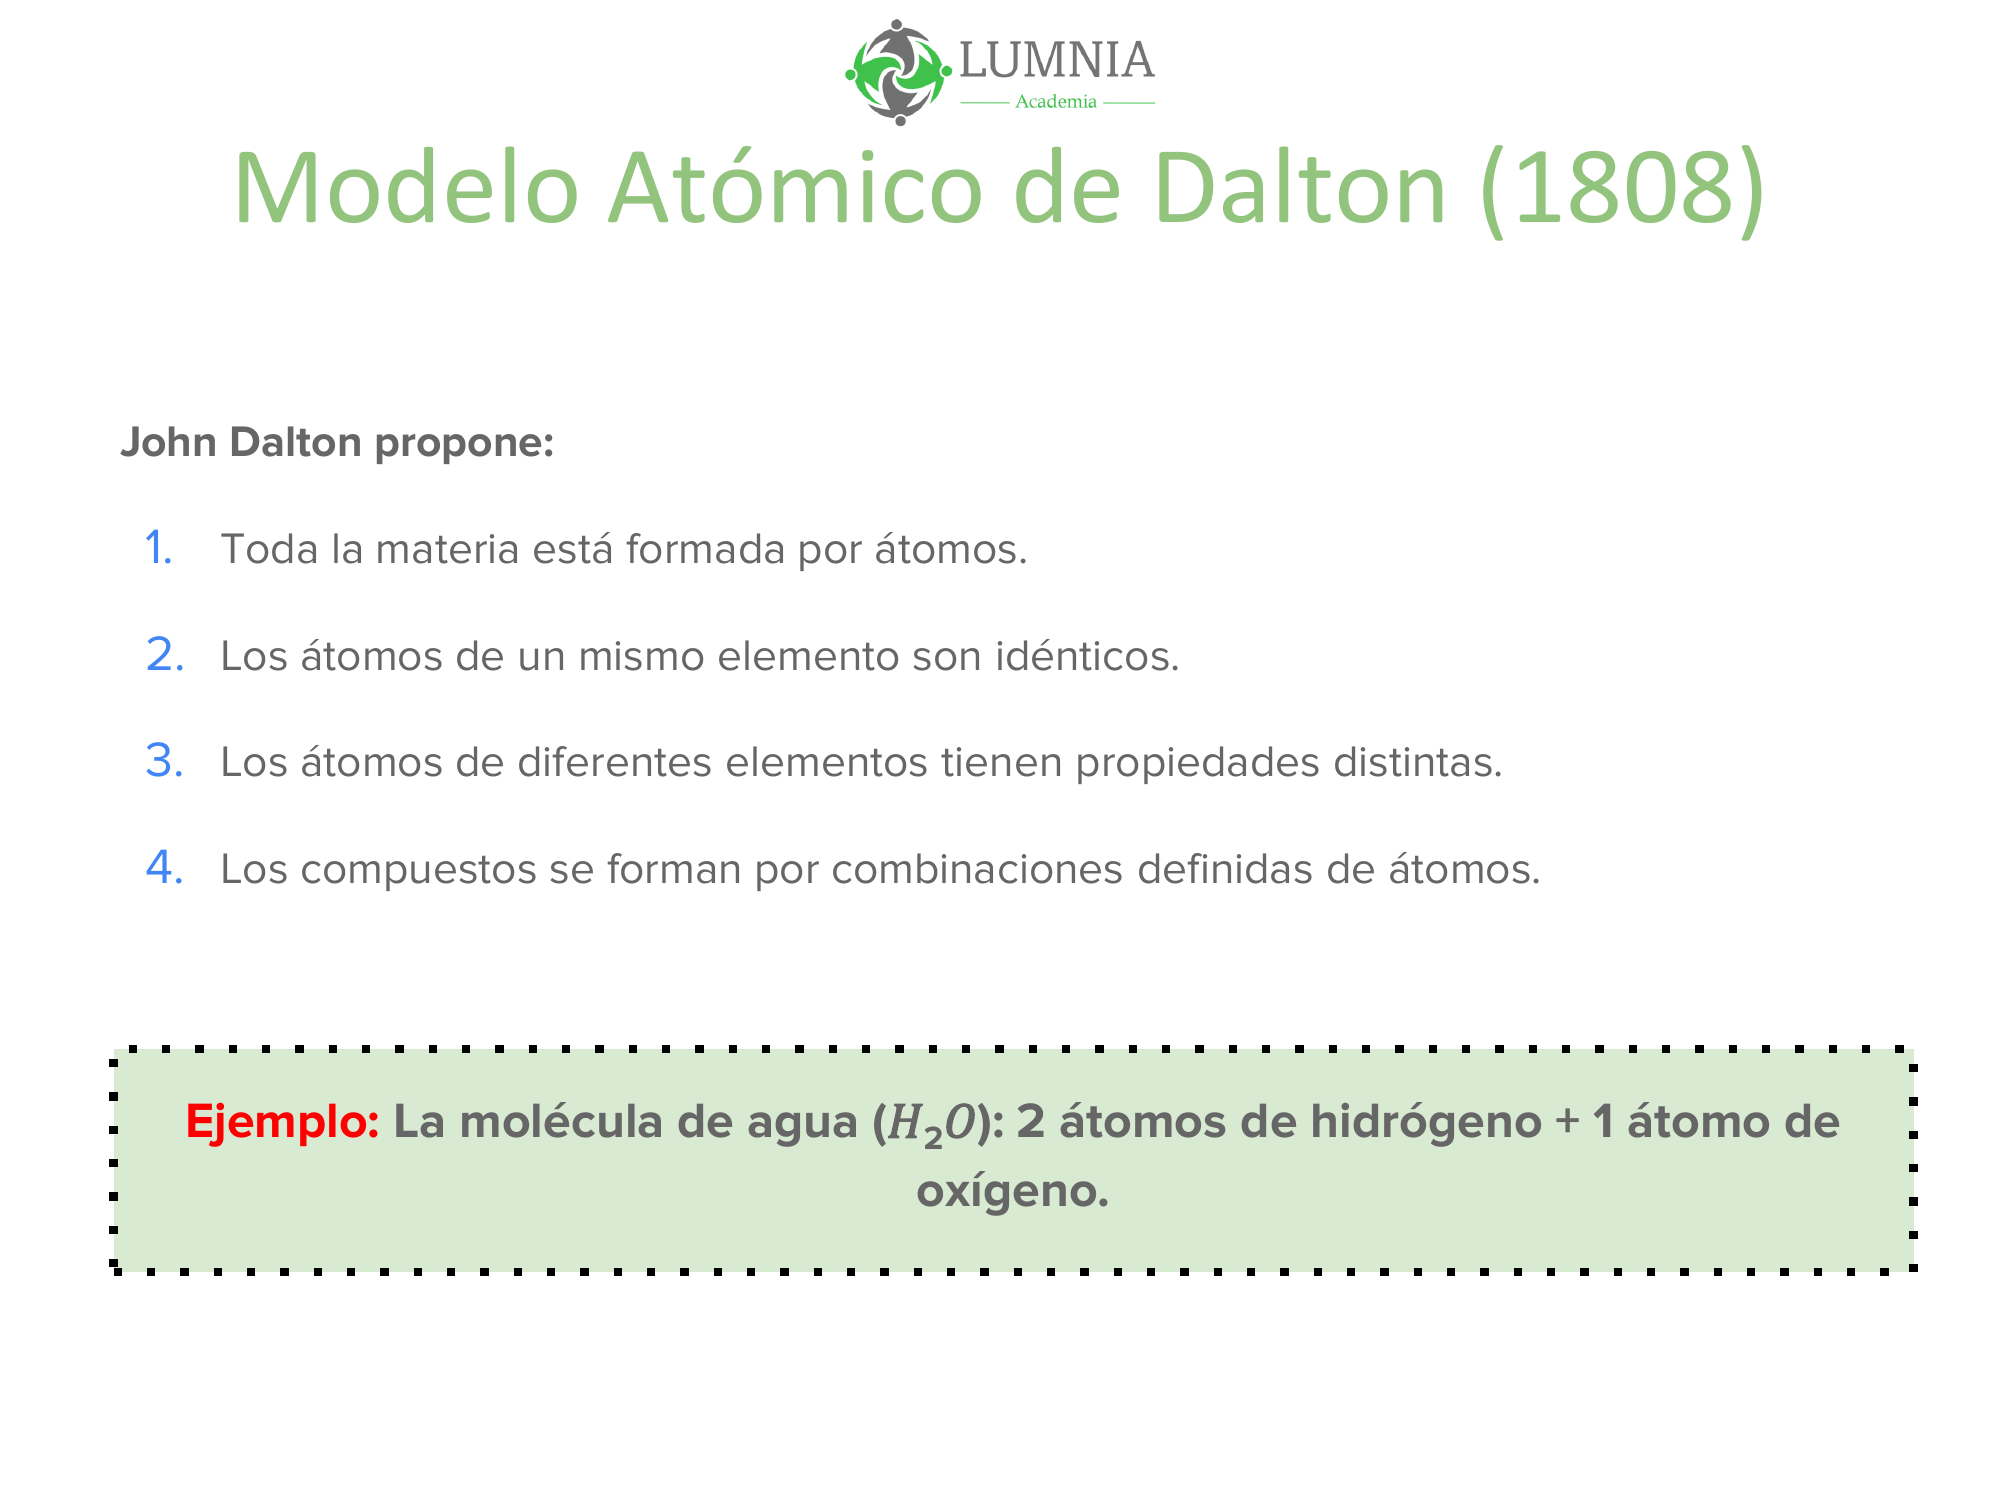 LUMNIA
Academia
Modelo Atómico de Dalton (1808)
John Dalton propone:
1. Toda la materia está formada por átomos.
2. Los átomos de un mismo elemento son idénticos.
3. Los átomos de diferentes elementos tienen propiedades distintas.
4. Los compuestos se forman por combinaciones definidas de átomos.
Ejemplo: La molécula de agua (H₂O): 2 átomos de hidrógeno + 1 átomo de
oxígeno.